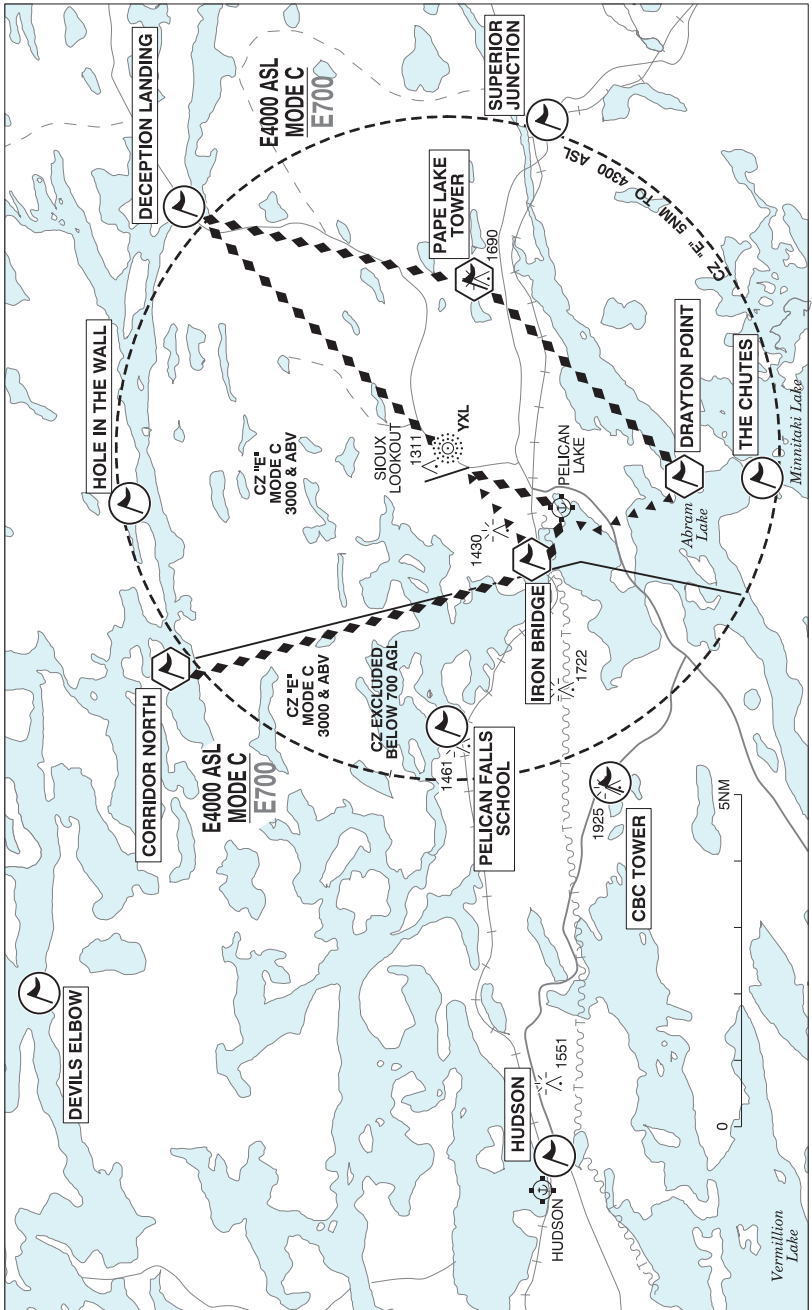 DEVILS ELBOW
CORRIDOR NORTH
HOLE IN THE WALL
DECEPTION LANDING
E4000 ASL
MODE C
E700
CZ "E"
MODE C
3000 & ABV
CZ EXCLUDED
BELOW 700 AGL
CZ "E"
MODE C
3000 & ABV
E4000 ASL
MODE C
E700
1461
PELICAN FALLS
SCHOOL
1430
SIOUX
LOOKOUT
1311
YXL
PAPE LAKE
TOWER
1690
SUPERIOR
JUNCTION
HUDSON
HUDSON
1551
1925
CBC TOWER
IRON BRIDGE
1722
PELICAN
LAKE
Abram
Lake
DRAYTON POINT
THE CHUTES
CZ "E" 5NM TO 4300 ASL
Minnitaki Lake
Vermillion
Lake
0
5NM